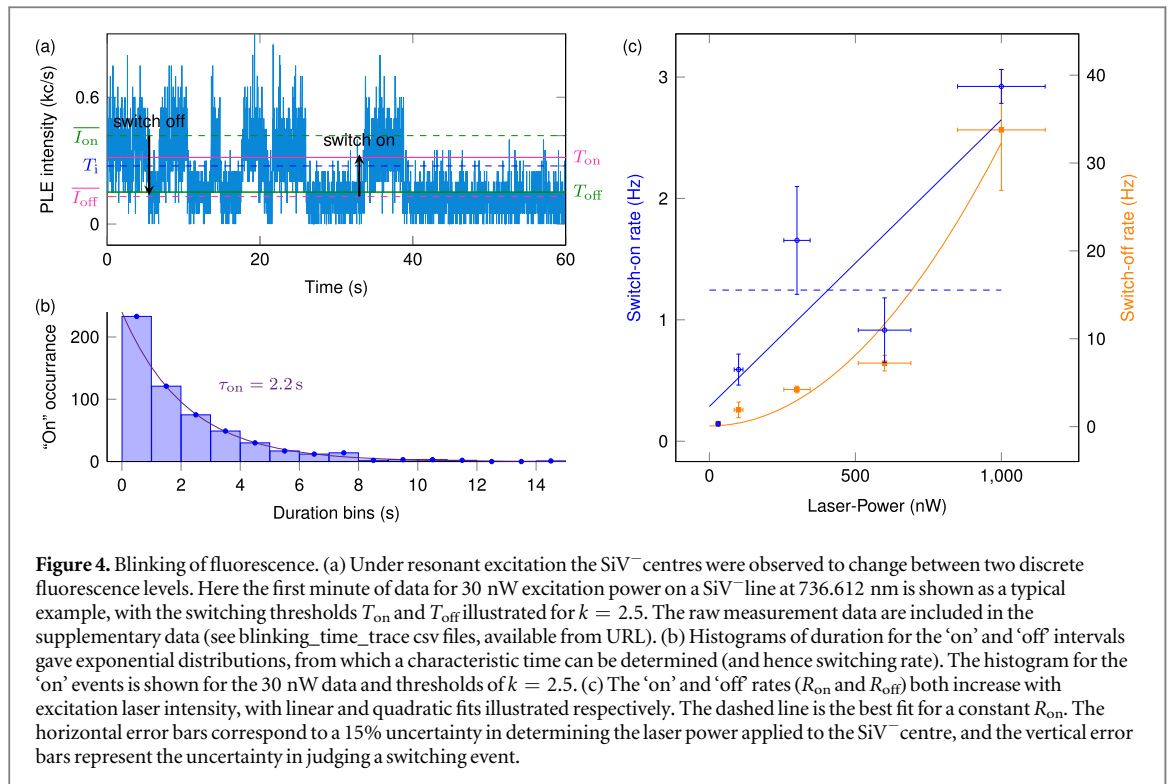 (a)
PLE intensity (kc/s)
0.6
0
I̅on
Ti
I̅off
switch off
switch on
Ton
Toff
0 20 40 60
Time (s)
(b)
"On" occurrance
200
100
0
τon = 2.2 s
0 2 4 6 8 10 12 14
Duration bins (s)
(c)
Switch-on rate (Hz)
3
2
1
0
40
30
20
10
0
Switch-off rate (Hz)
0 500 1,000
Laser-Power (nW)
Figure 4. Blinking of fluorescence. (a) Under resonant excitation the SiV⁻ centres were observed to change between two discrete
fluorescence levels. Here the first minute of data for 30 nW excitation power on a SiV⁻ line at 736.612 nm is shown as a typical
example, with the switching thresholds Ton and Toff illustrated for k = 2.5. The raw measurement data are included in the
supplementary data (see blinking_time_trace csv files, available from URL). (b) Histograms of duration for the 'on' and 'off' intervals
gave exponential distributions, from which a characteristic time can be determined (and hence switching rate). The histogram for the
'on' events is shown for the 30 nW data and thresholds of k = 2.5. (c) The 'on' and 'off' rates (Ron and Roff) both increase with
excitation laser intensity, with linear and quadratic fits illustrated respectively. The dashed line is the best fit for a constant Ron. The
horizontal error bars correspond to a 15% uncertainty in determining the laser power applied to the SiV⁻ centre, and the vertical error
bars represent the uncertainty in judging a switching event.